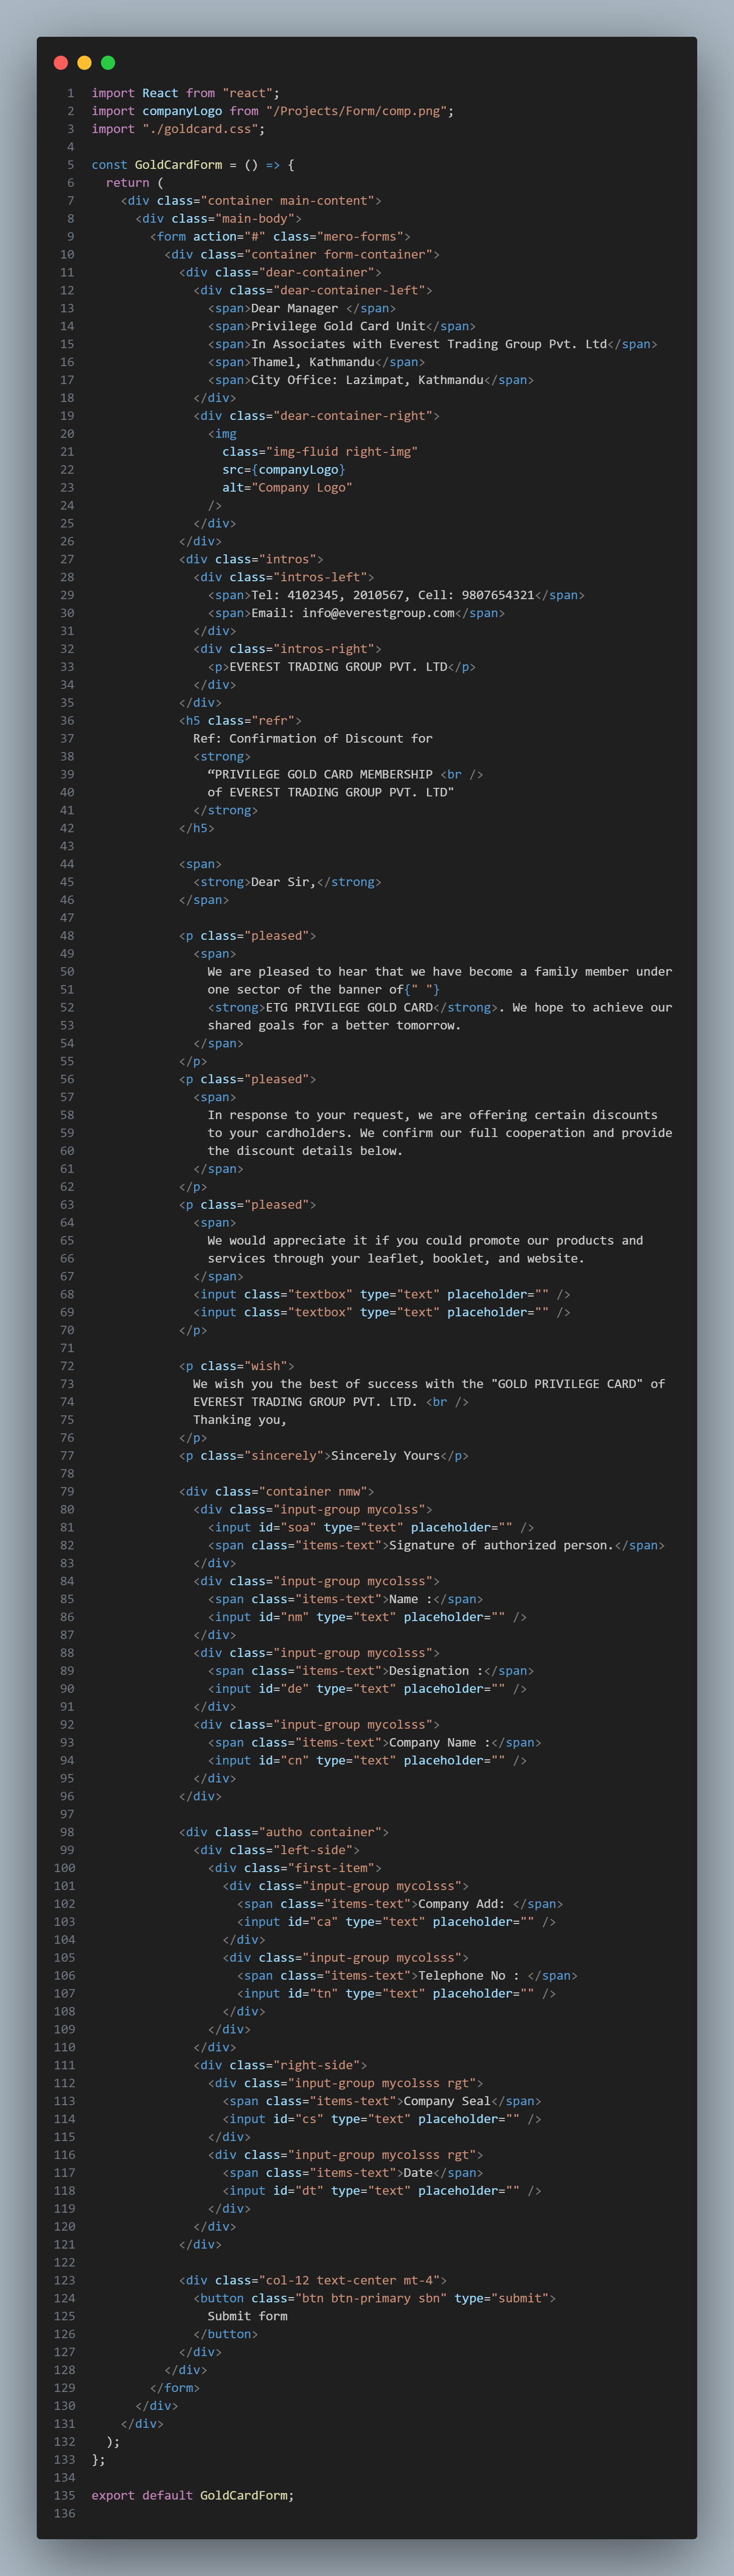 1 import React from "react";
2 import companyLogo from "/Projects/Form/comp.png";
3 import "./goldcard.css";
4
5 const GoldCardForm = () => {
6   return (
7     <div class="container main-content">
8       <div class="main-body">
9         <form action="#" class="mero-forms">
10           <div class="container form-container">
11             <div class="dear-container">
12               <div class="dear-container-left">
13                 <span>Dear Manager </span>
14                 <span>Privilege Gold Card Unit</span>
15                 <span>In Associates with Everest Trading Group Pvt. Ltd</span>
16                 <span>Thamel, Kathmandu</span>
17                 <span>City Office: Lazimpat, Kathmandu</span>
18               </div>
19               <div class="dear-container-right">
20                 <img
21                   class="img-fluid right-img"
22                   src={companyLogo}
23                   alt="Company Logo"
24                 />
25               </div>
26             </div>
27             <div class="intros">
28               <div class="intros-left">
29                 <span>Tel: 4102345, 2010567, Cell: 9807654321</span>
30                 <span>Email: info@everestgroup.com</span>
31               </div>
32               <div class="intros-right">
33                 <p>EVEREST TRADING GROUP PVT. LTD</p>
34               </div>
35             </div>
36             <h5 class="refr">
37               Ref: Confirmation of Discount for
38               <strong>
39                 “PRIVILEGE GOLD CARD MEMBERSHIP <br />
40                 of EVEREST TRADING GROUP PVT. LTD"
41               </strong>
42             </h5>
43
44             <span>
45               <strong>Dear Sir,</strong>
46             </span>
47
48             <p class="pleased">
49               <span>
50                 We are pleased to hear that we have become a family member under
51                 one sector of the banner of{" "}
52                 <strong>ETG PRIVILEGE GOLD CARD</strong>. We hope to achieve our
53                 shared goals for a better tomorrow.
54               </span>
55             </p>
56             <p class="pleased">
57               <span>
58                 In response to your request, we are offering certain discounts
59                 to your cardholders. We confirm our full cooperation and provide
60                 the discount details below.
61               </span>
62             </p>
63             <p class="pleased">
64               <span>
65                 We would appreciate it if you could promote our products and
66                 services through your leaflet, booklet, and website.
67               </span>
68               <input class="textbox" type="text" placeholder="" />
69               <input class="textbox" type="text" placeholder="" />
70             </p>
71
72             <p class="wish">
73               We wish you the best of success with the "GOLD PRIVILEGE CARD" of
74               EVEREST TRADING GROUP PVT. LTD. <br />
75               Thanking you,
76             </p>
77             <p class="sincerely">Sincerely Yours</p>
78
79             <div class="container nmw">
80               <div class="input-group mycolss">
81                 <input id="soa" type="text" placeholder="" />
82                 <span class="items-text">Signature of authorized person.</span>
83               </div>
84               <div class="input-group mycolsss">
85                 <span class="items-text">Name :</span>
86                 <input id="nm" type="text" placeholder="" />
87               </div>
88               <div class="input-group mycolsss">
89                 <span class="items-text">Designation :</span>
90                 <input id="de" type="text" placeholder="" />
91               </div>
92               <div class="input-group mycolsss">
93                 <span class="items-text">Company Name :</span>
94                 <input id="cn" type="text" placeholder="" />
95               </div>
96             </div>
97
98             <div class="autho container">
99               <div class="left-side">
100                 <div class="first-item">
101                   <div class="input-group mycolsss">
102                     <span class="items-text">Company Add: </span>
103                     <input id="ca" type="text" placeholder="" />
104                   </div>
105                   <div class="input-group mycolsss">
106                     <span class="items-text">Telephone No : </span>
107                     <input id="tn" type="text" placeholder="" />
108                   </div>
109                 </div>
110               </div>
111               <div class="right-side">
112                 <div class="input-group mycolsss rgt">
113                   <span class="items-text">Company Seal</span>
114                   <input id="cs" type="text" placeholder="" />
115                 </div>
116                 <div class="input-group mycolsss rgt">
117                   <span class="items-text">Date</span>
118                   <input id="dt" type="text" placeholder="" />
119                 </div>
120               </div>
121             </div>
122
123             <div class="col-12 text-center mt-4">
124               <button class="btn btn-primary sbn" type="submit">
125                 Submit form
126               </button>
127             </div>
128           </div>
129         </form>
130       </div>
131     </div>
132   );
133 };
134
135 export default GoldCardForm;
136